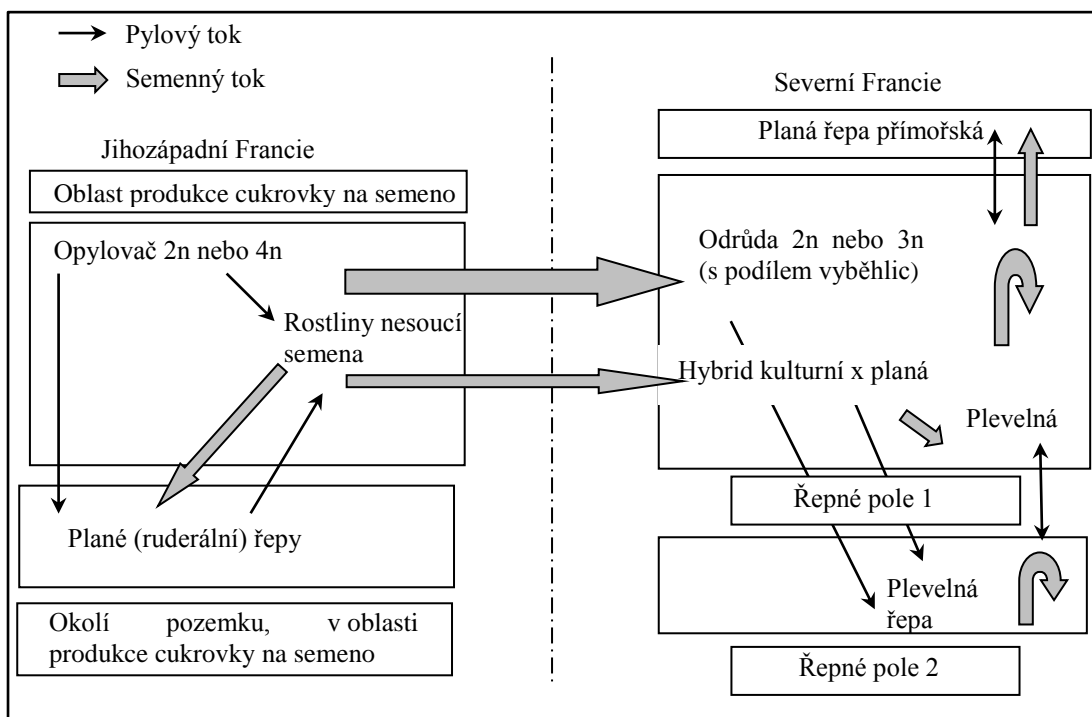 Pylový tok
Semenný tok
Jihozápadní Francie
Oblast produkce cukrovky na semeno
Opylovač 2n nebo 4n
Rostliny nesoucí
semena
Plané (ruderální) řepy
Okolí pozemku, v oblasti
produkce cukrovky na semeno
Severní Francie
Planá řepa přímořská
Odrůda 2n nebo 3n
(s podílem vyběhlic)
Hybrid kulturní x planá
Plevelná
Řepné pole 1
Plevelná
řepa
Řepné pole 2